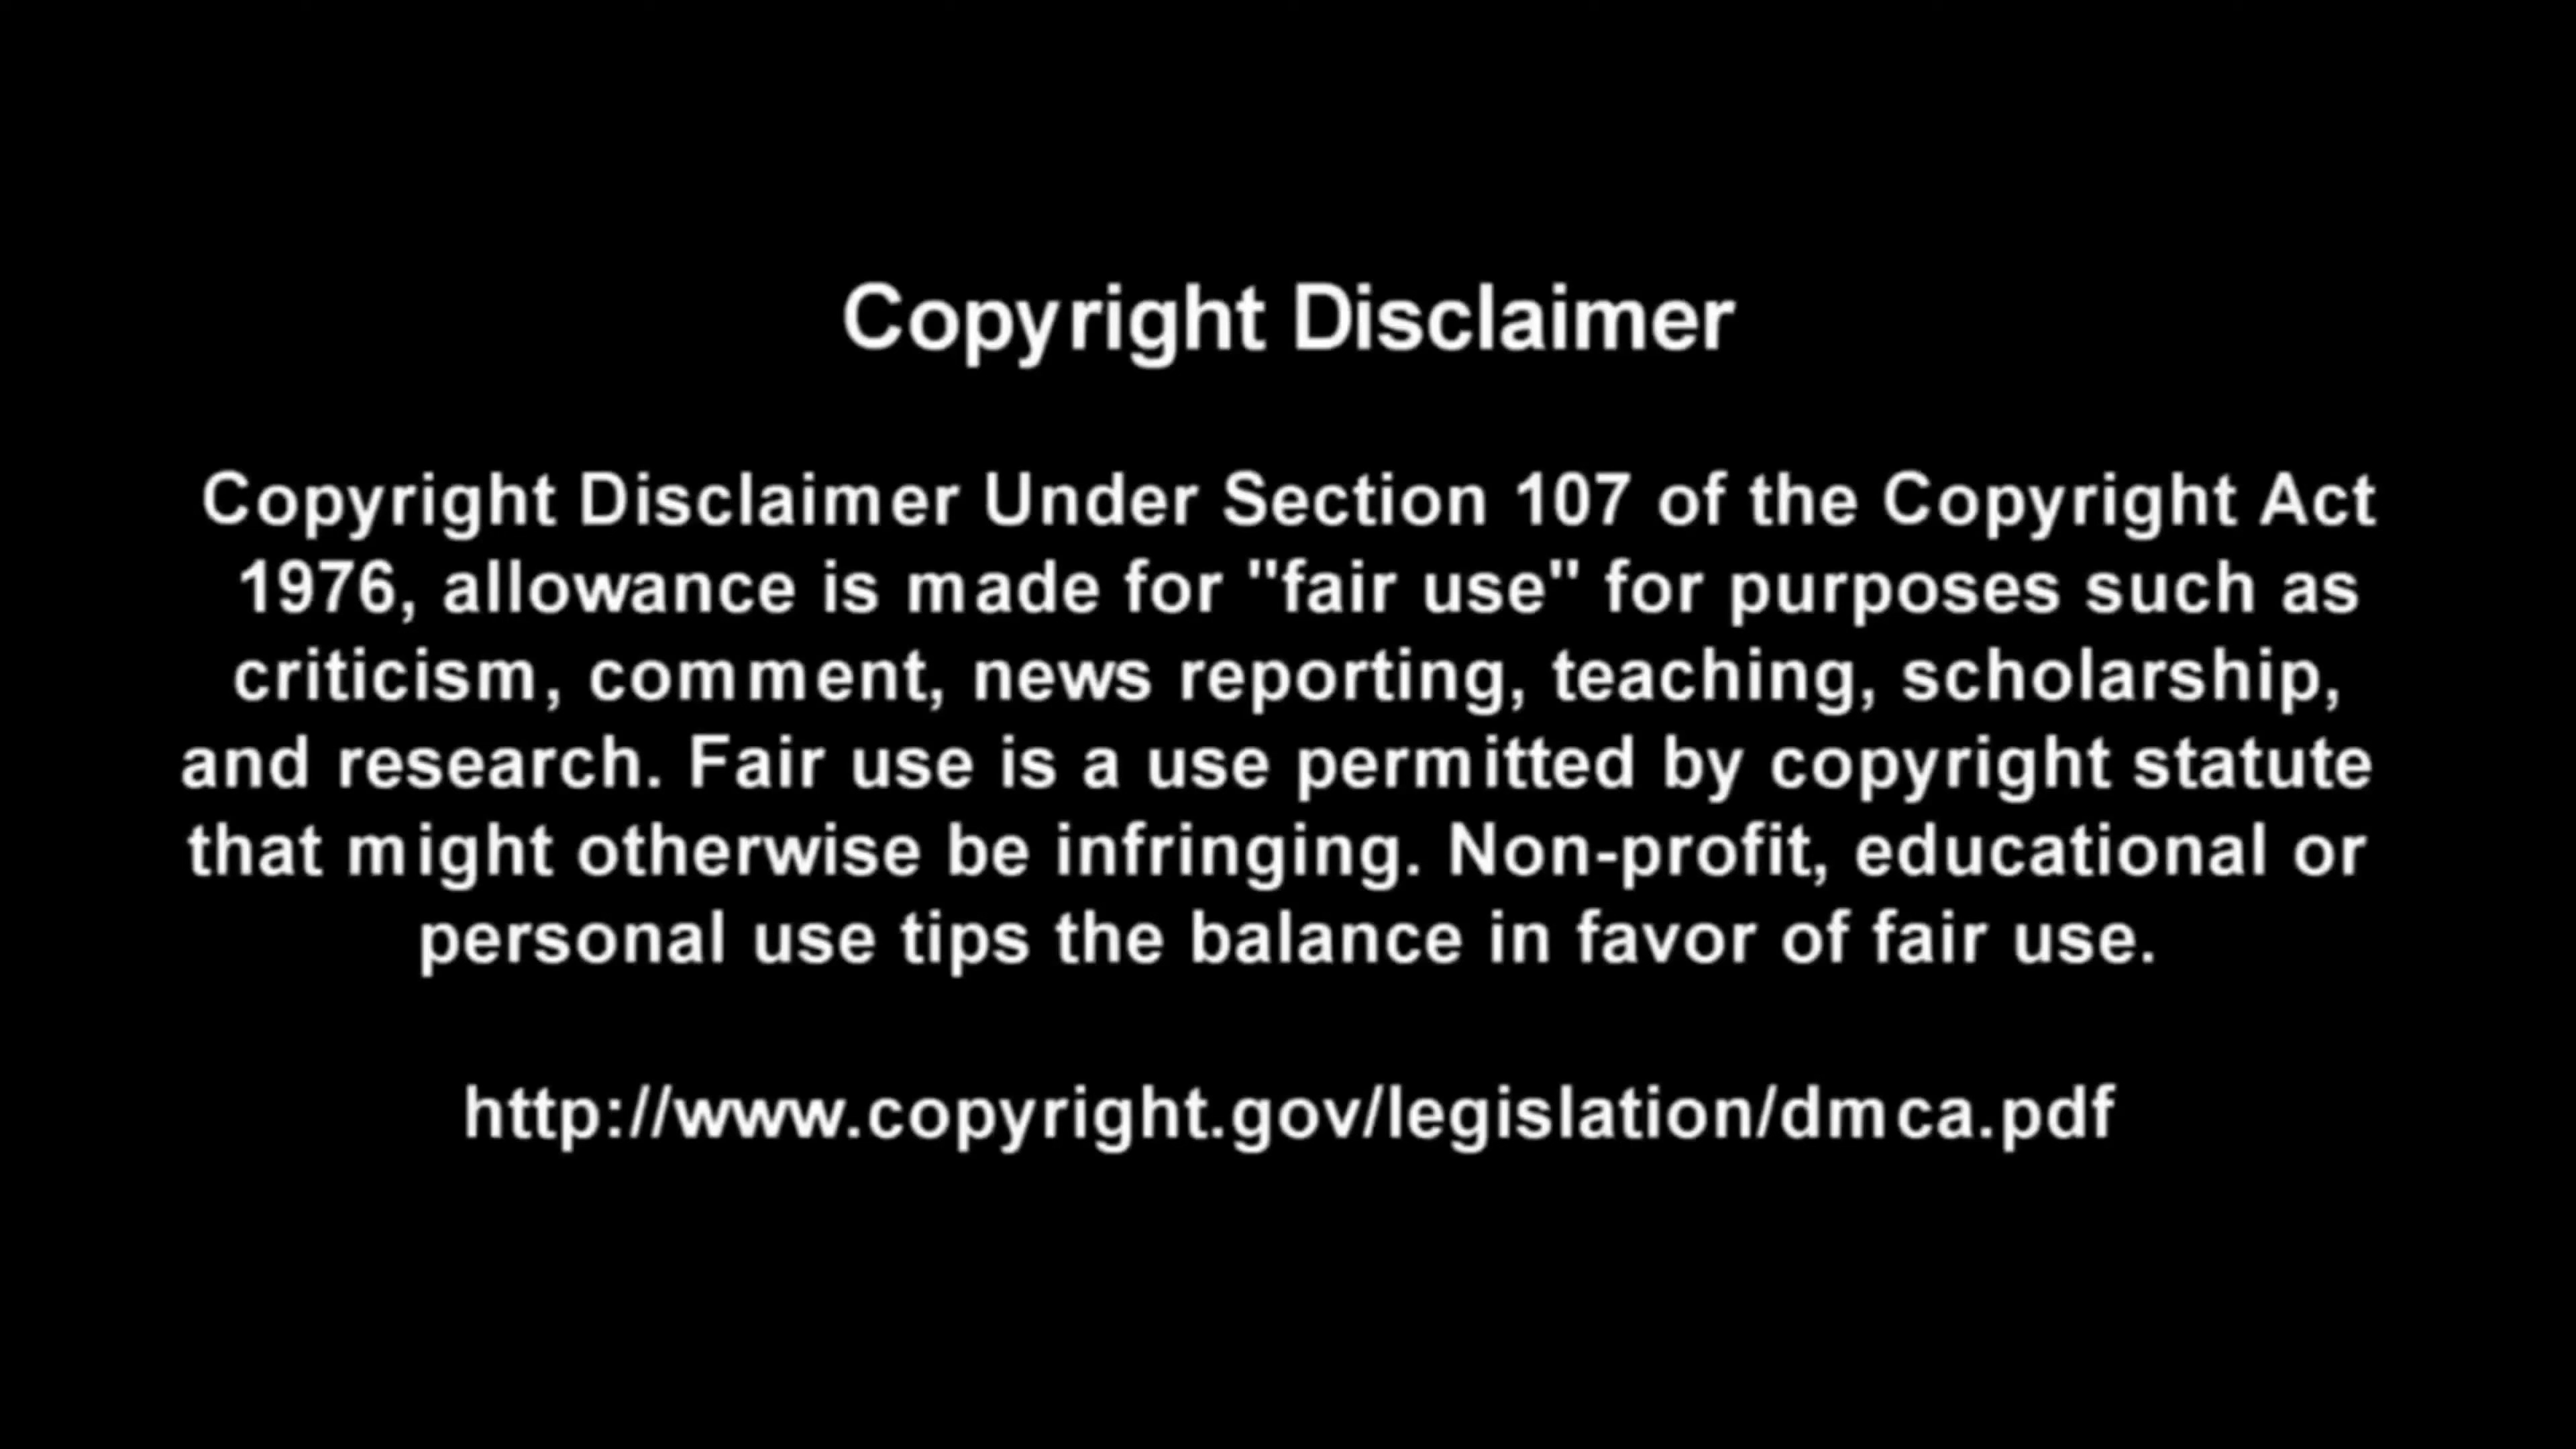 Copyright Disclaimer
Copyright Disclaimer Under Section 107 of the Copyright Act
1976, allowance is made for "fair use" for purposes such as
criticism, comment, news reporting, teaching, scholarship,
and research. Fair use is a use permitted by copyright statute
that might otherwise be infringing. Non-profit, educational or
personal use tips the balance in favor of fair use.
http://www.copyright.gov/legislation/dmca.pdf